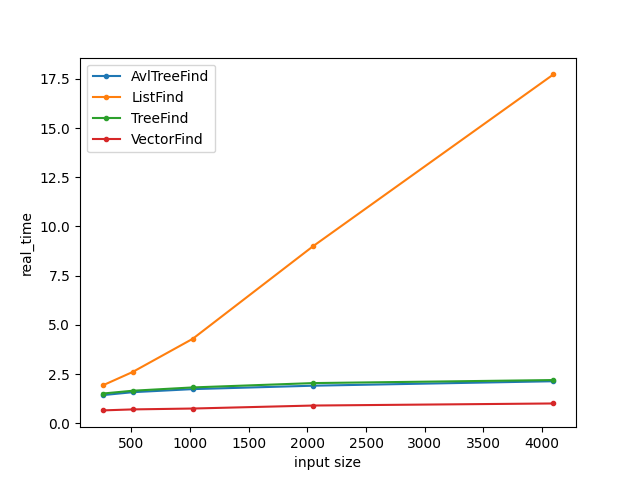 17.5
15.0
12.5
10.0
7.5
5.0
2.5
0.0
real_time
AvlTreeFind
ListFind
TreeFind
VectorFind
500 1000 1500 2000 2500 3000 3500 4000
input size